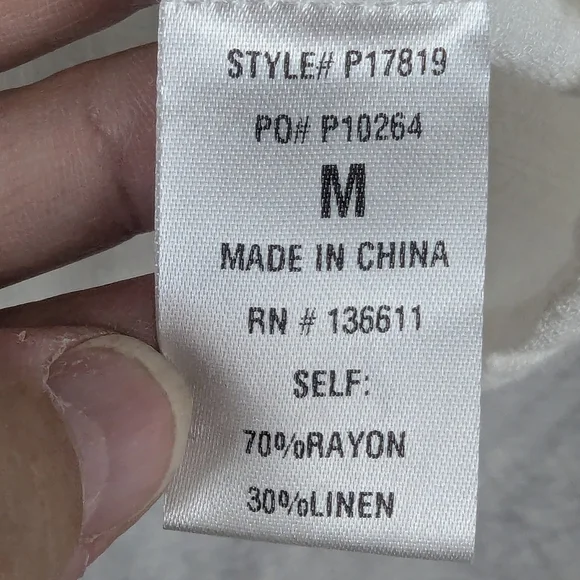 STYLE# P17819
PO# P10264
M
MADE IN CHINA
RN # 136611
SELF:
70%RAYON
30%LINEN